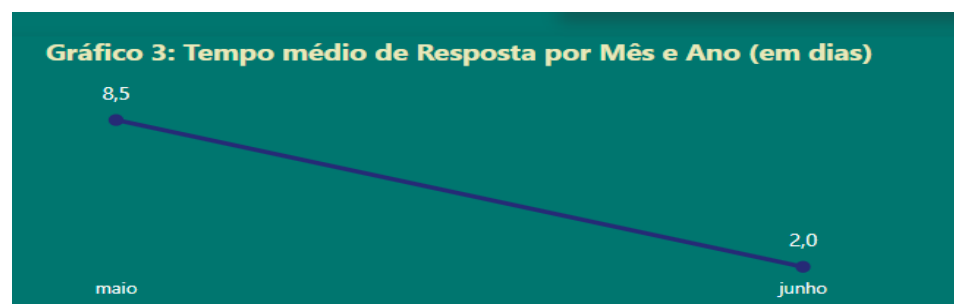 Gráfico 3: Tempo médio de Resposta por Mês e Ano (em dias)
8,5
2,0
maio
junho